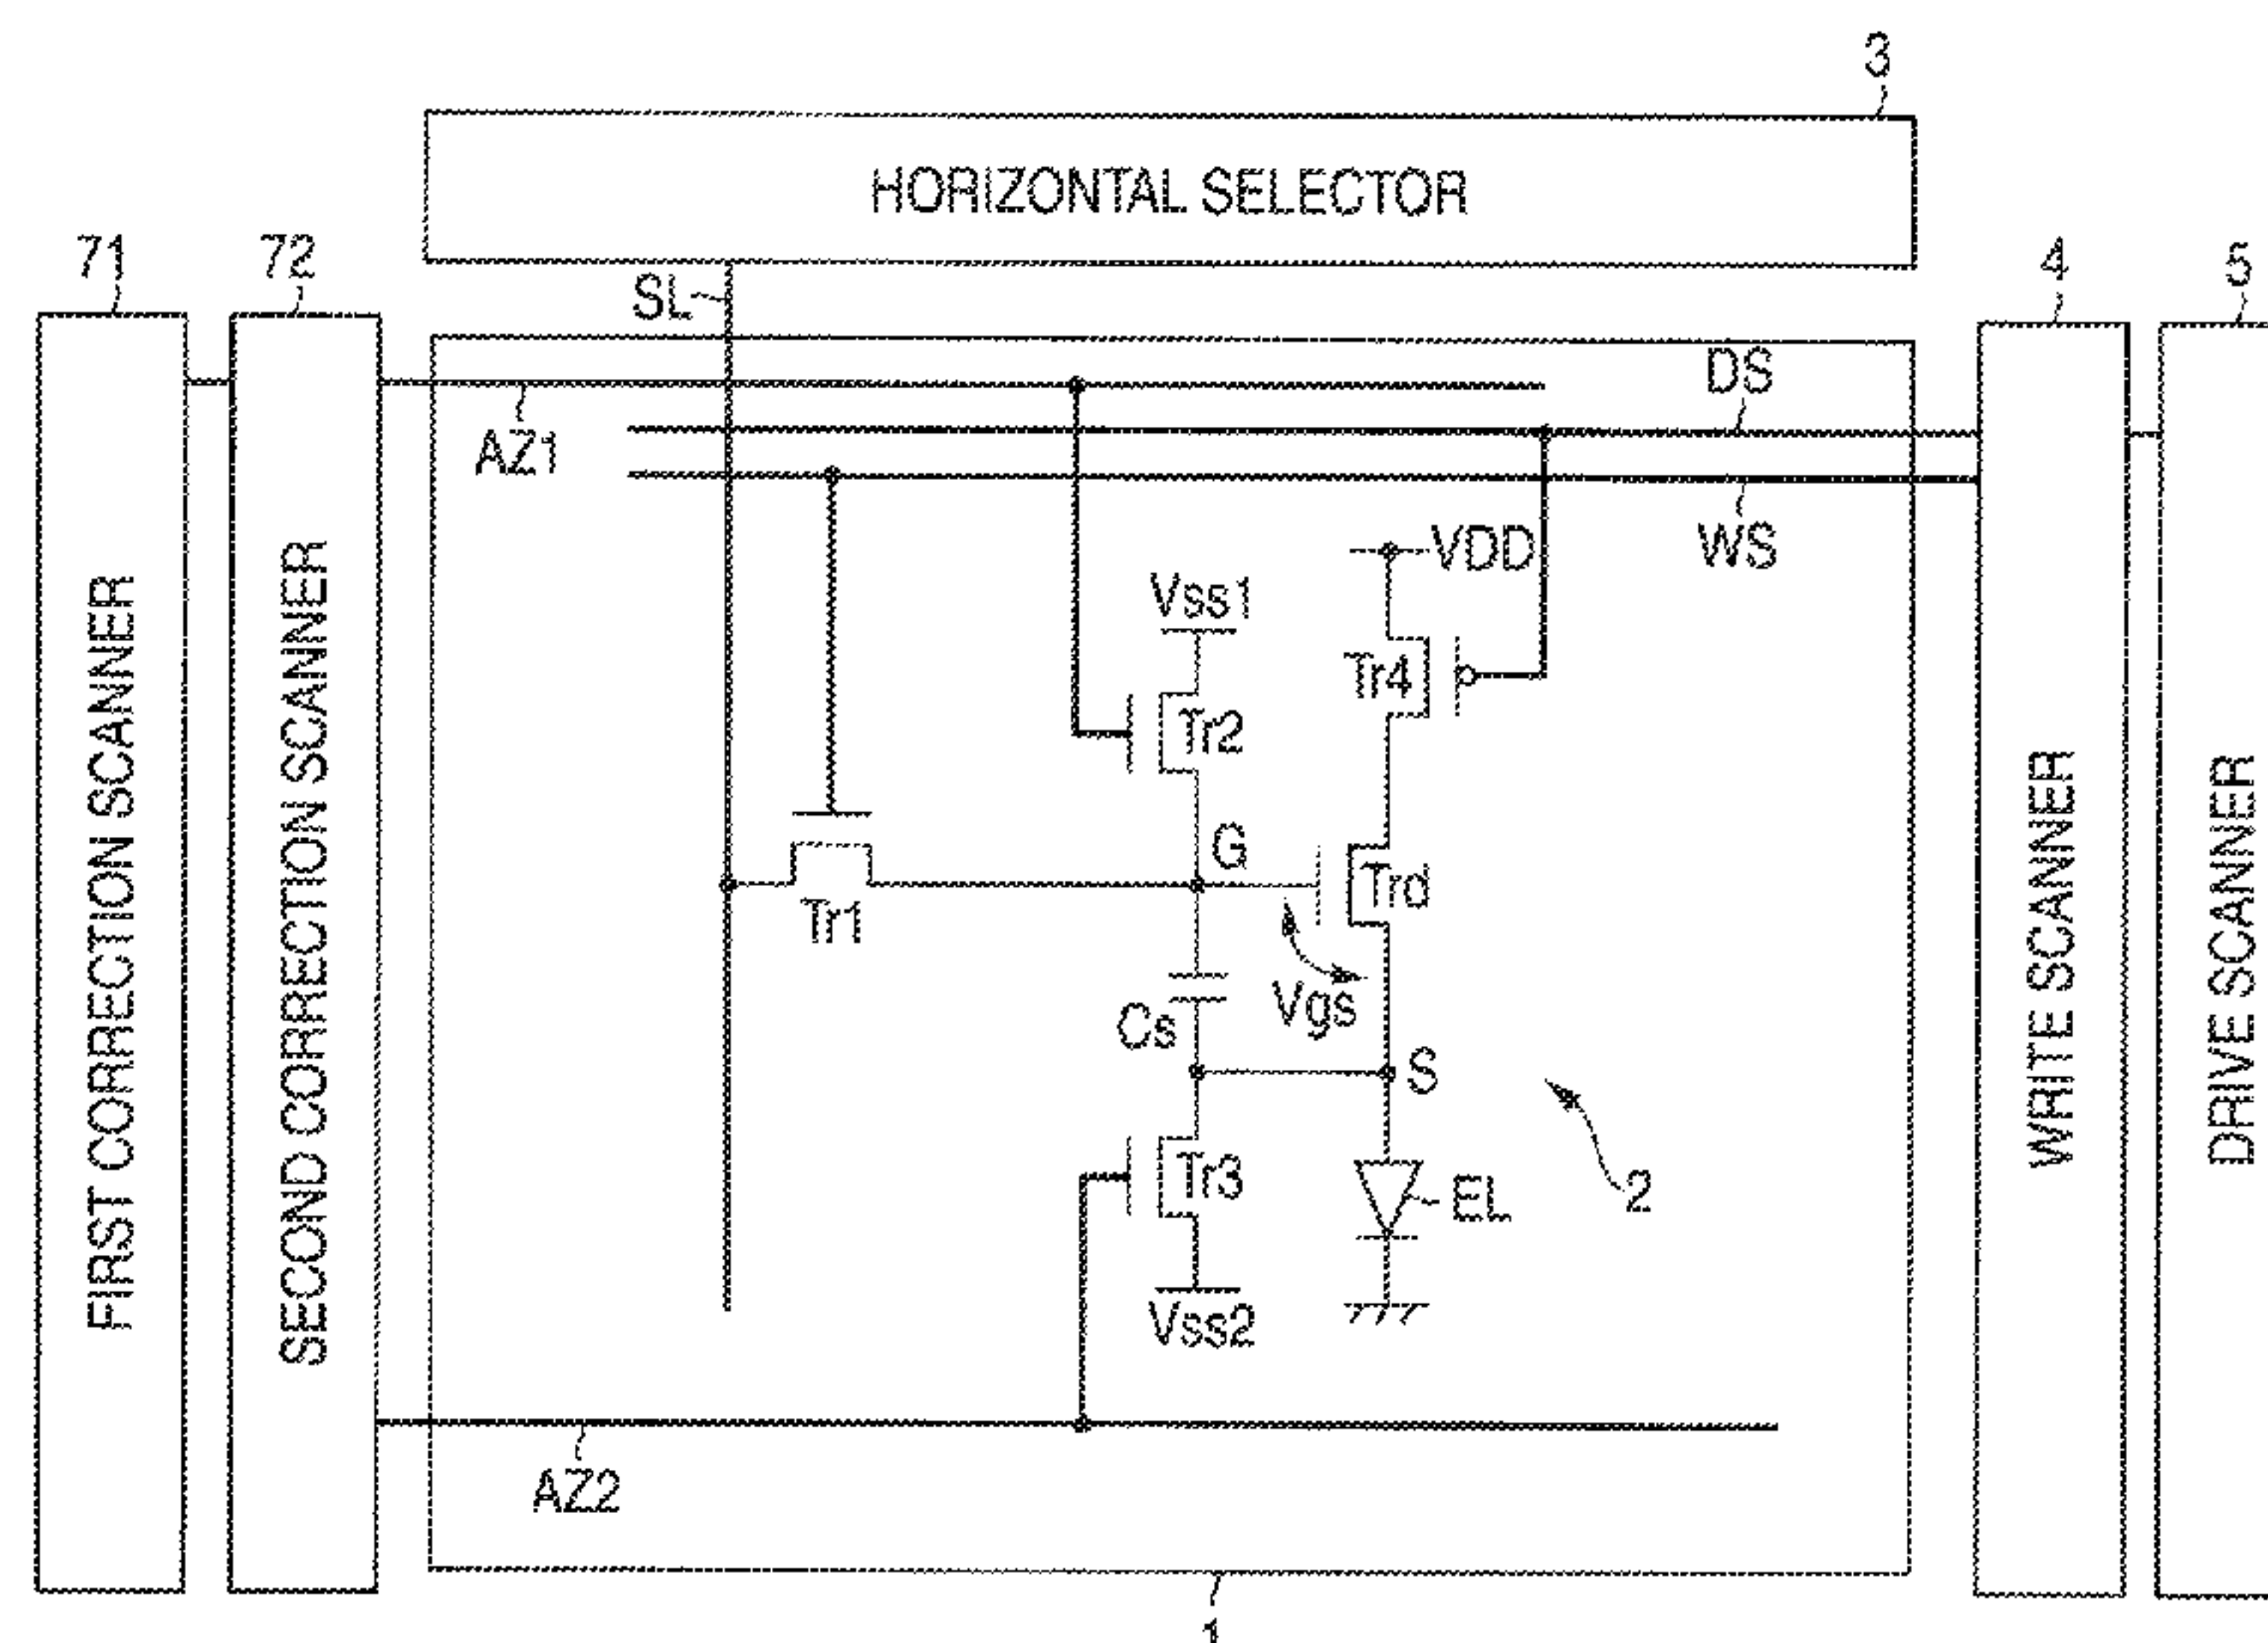 3
HORIZONTAL SELECTOR
71
72
4
5
SL
DS
AZ1
WS
VDD
Vss1
Tr4
Tr2
G
Trd
Tr1
Vgs
Cs
S
Tr3
EL
2
Vss2
AZ2
1
FIRST CORRECTION SCANNER
SECOND CORRECTION SCANNER
WRITE SCANNER
DRIVE SCANNER